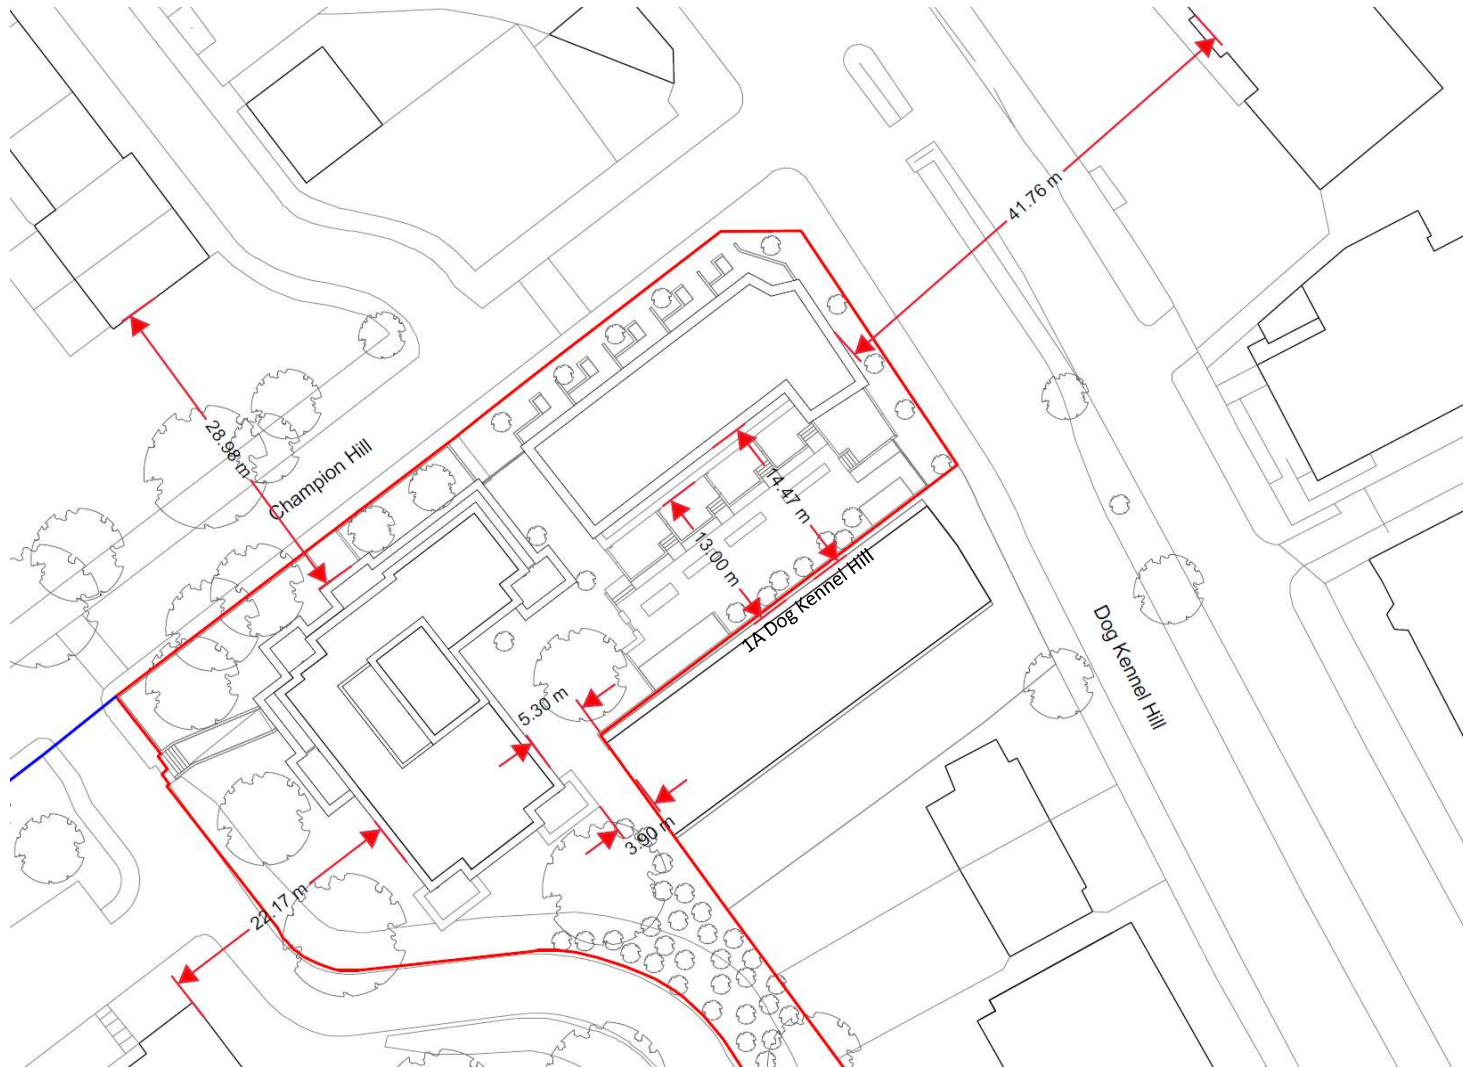 41.76 m
28.98 m
Champion Hill
14.47 m
13.00 m
1A Dog Kennel Hill
Dog Kennel Hill
5.30 m
3.90 m
22.17 m